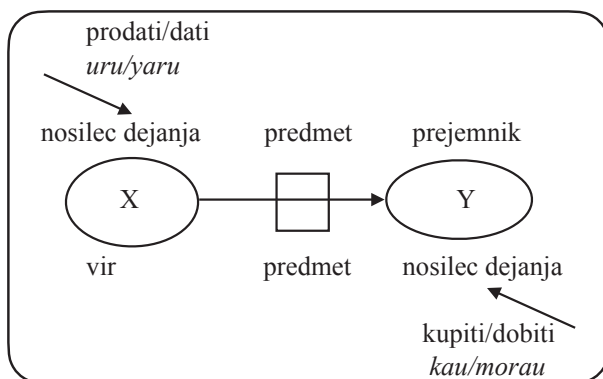 prodati/dati
uru/yaru
nosilec dejanja predmet prejemnik
X Y
vir predmet nosilec dejanja
kupiti/dobiti
kau/morau